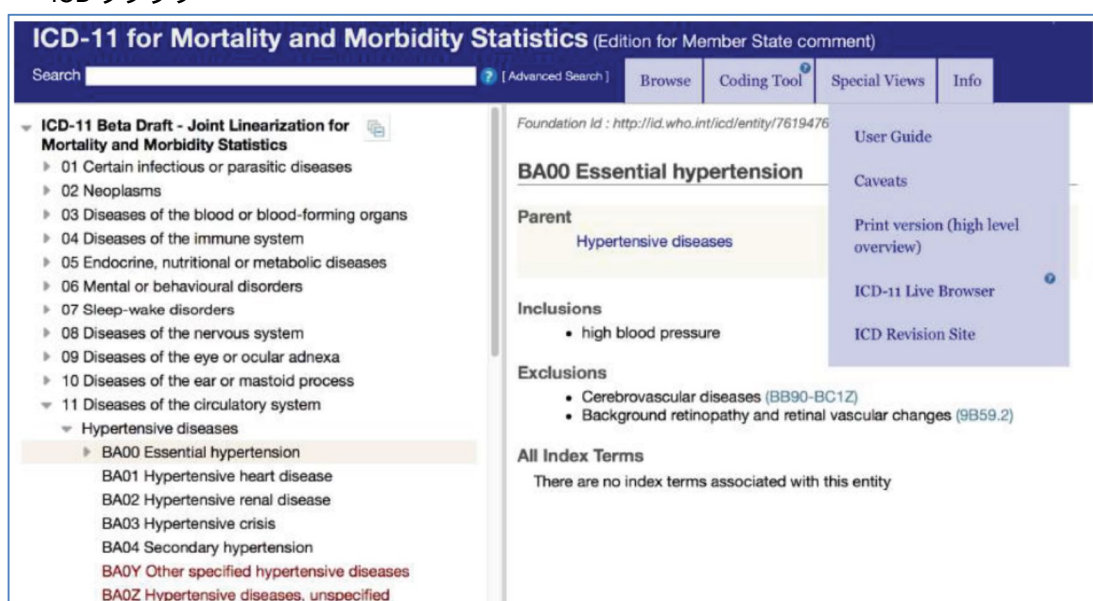 ICD-11 for Mortality and Morbidity Statistics (Edition for Member State comment)
Search [ Advanced Search ] Browse Coding Tool Special Views Info
ICD-11 Beta Draft - Joint Linearization for
Mortality and Morbidity Statistics
01 Certain infectious or parasitic diseases
02 Neoplasms
03 Diseases of the blood or blood-forming organs
04 Diseases of the immune system
05 Endocrine, nutritional or metabolic diseases
06 Mental or behavioural disorders
07 Sleep-wake disorders
08 Diseases of the nervous system
09 Diseases of the eye or ocular adnexa
10 Diseases of the ear or mastoid process
11 Diseases of the circulatory system
Hypertensive diseases
BA00 Essential hypertension
BA01 Hypertensive heart disease
BA02 Hypertensive renal disease
BA03 Hypertensive crisis
BA04 Secondary hypertension
BA0Y Other specified hypertensive diseases
BA0Z Hypertensive diseases, unspecified
Foundation Id : http://id.who.int/icd/entity/7619476
BA00 Essential hypertension
Parent
Hypertensive diseases
Inclusions
high blood pressure
Exclusions
Cerebrovascular diseases (BB90-BC1Z)
Background retinopathy and retinal vascular changes (9B59.2)
All Index Terms
There are no index terms associated with this entity
User Guide
Caveats
Print version (high level
overview)
ICD-11 Live Browser
ICD Revision Site